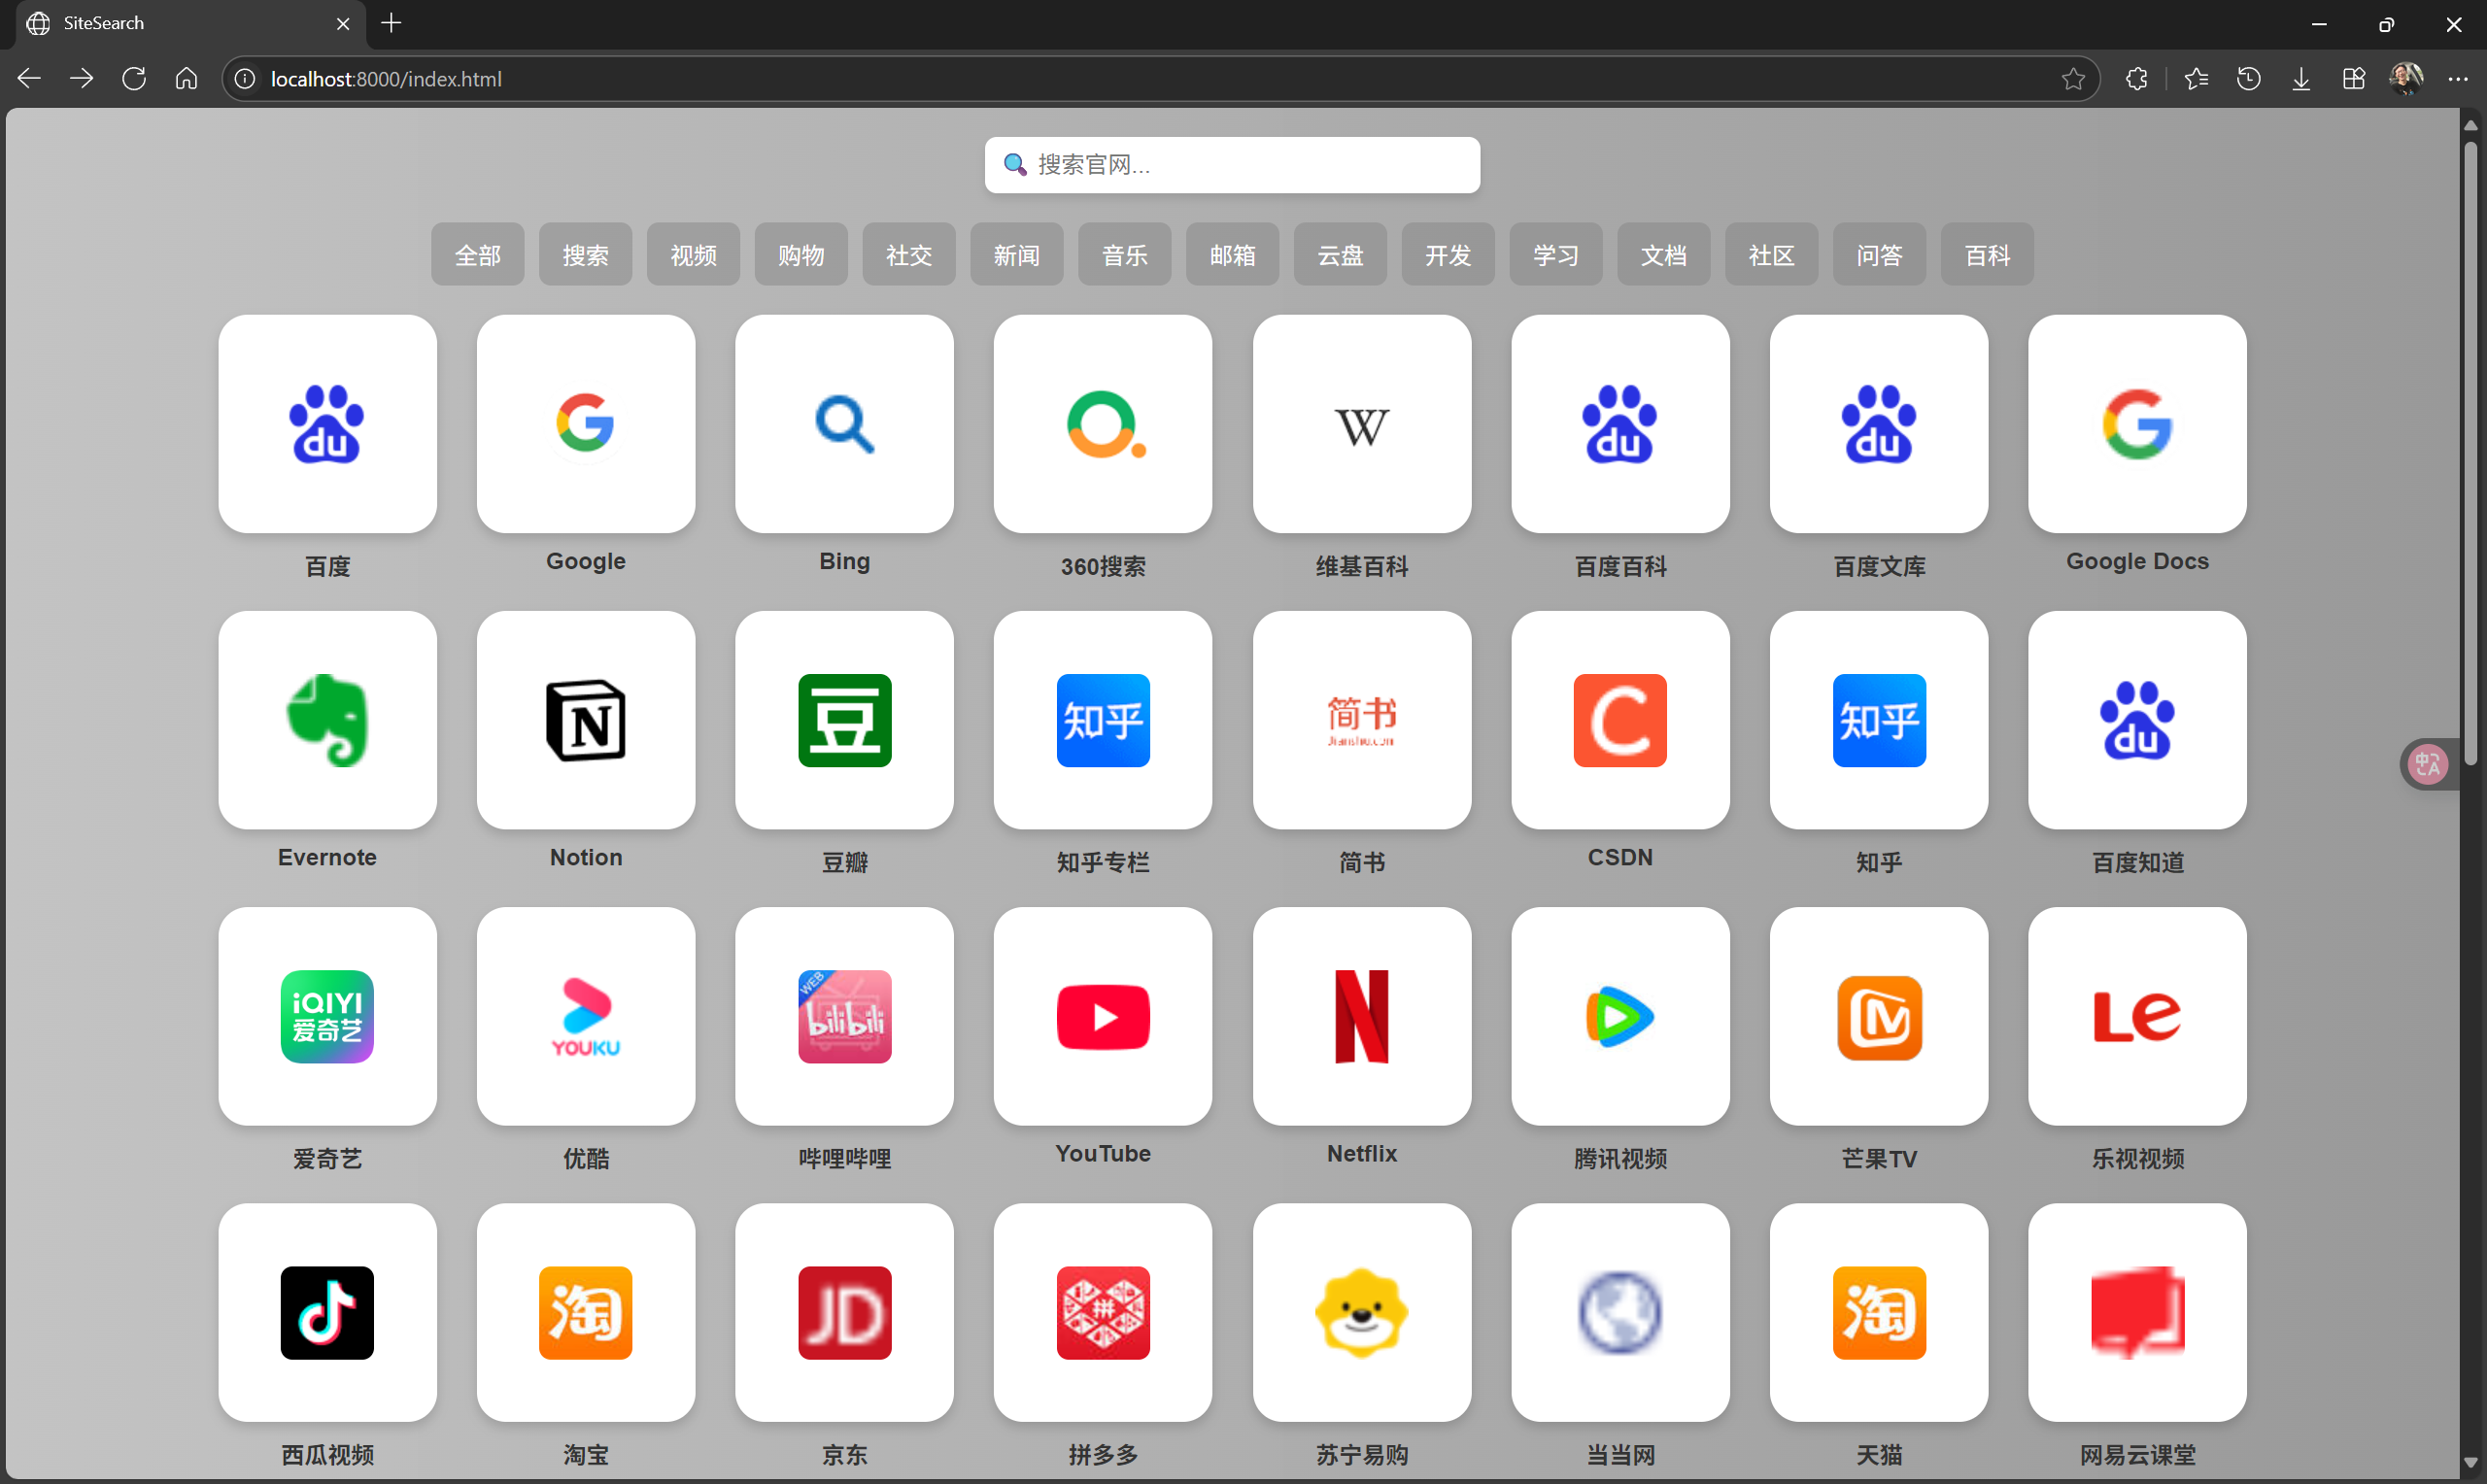 SiteSearch
localhost:8000/index.html
🔍 搜索官网...
全部 搜索 视频 购物 社交 新闻 音乐 邮箱 云盘 开发 学习 文档 社区 问答 百科
du du du
W
百度 Google Bing 360搜索 维基百科 百度百科 百度文库 Google Docs
N 豆 知乎 简书 C 知乎 du
Jianshu.com
中A
Evernote Notion 豆瓣 知乎专栏 简书 CSDN 知乎 百度知道
iQIYI
爱奇艺
YOUKU
WEB
bilibili
Le
爱奇艺 优酷 哔哩哔哩 YouTube Netflix 腾讯视频 芒果TV 乐视视频
淘 JD 拼 淘
西瓜视频 淘宝 京东 拼多多 苏宁易购 当当网 天猫 网易云课堂